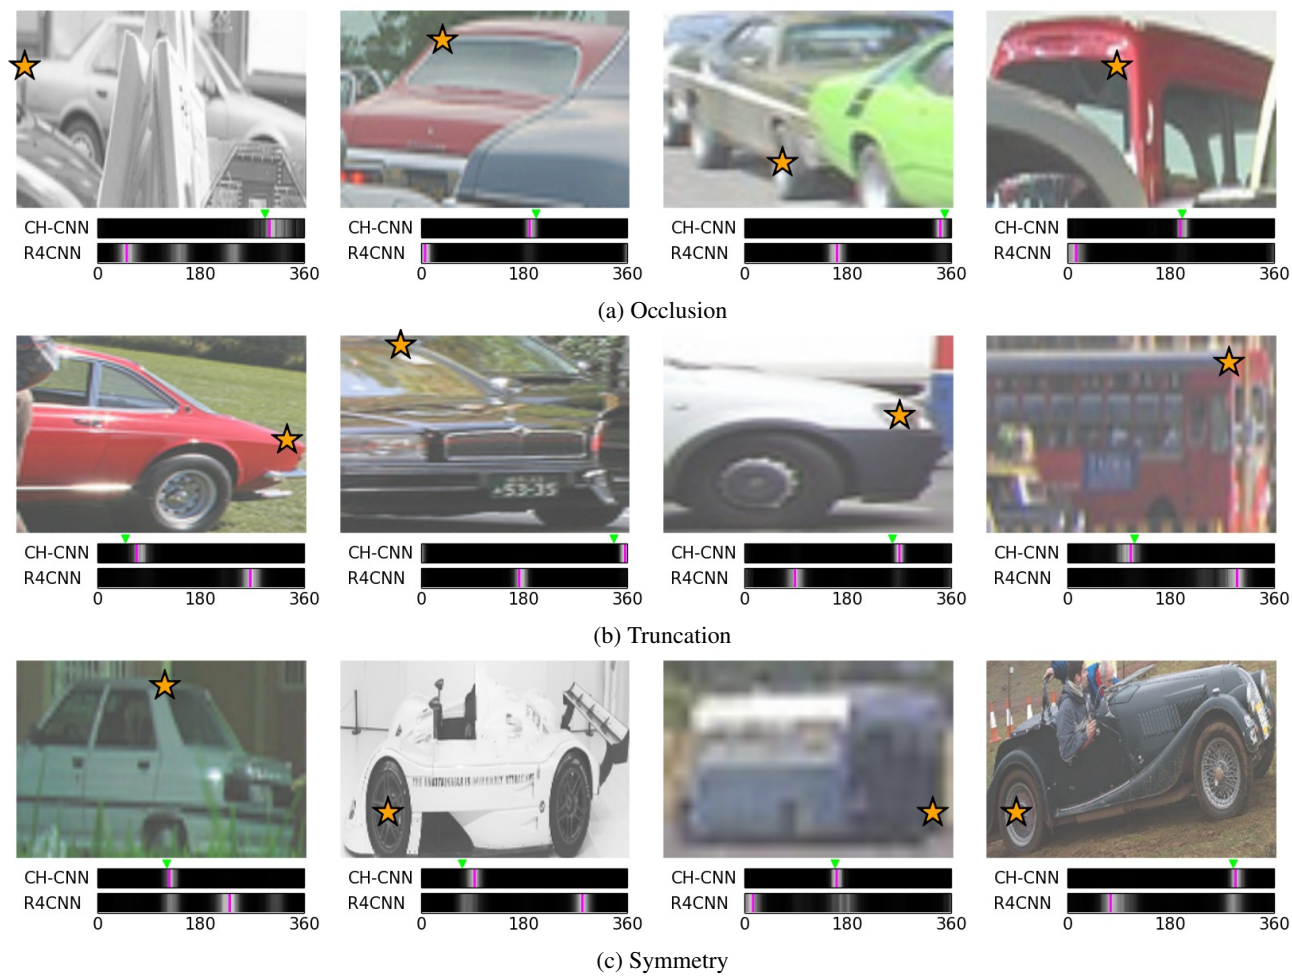 CH-CNN CH-CNN CH-CNN CH-CNN
R4CNN R4CNN R4CNN R4CNN
0 180 360 0 180 360 0 180 360 0 180 360
(a) Occlusion
53-35
CH-CNN CH-CNN CH-CNN CH-CNN
R4CNN R4CNN R4CNN R4CNN
0 180 360 0 180 360 0 180 360 0 180 360
(b) Truncation
CH-CNN CH-CNN CH-CNN CH-CNN
R4CNN R4CNN R4CNN R4CNN
0 180 360 0 180 360 0 180 360 0 180 360
(c) Symmetry